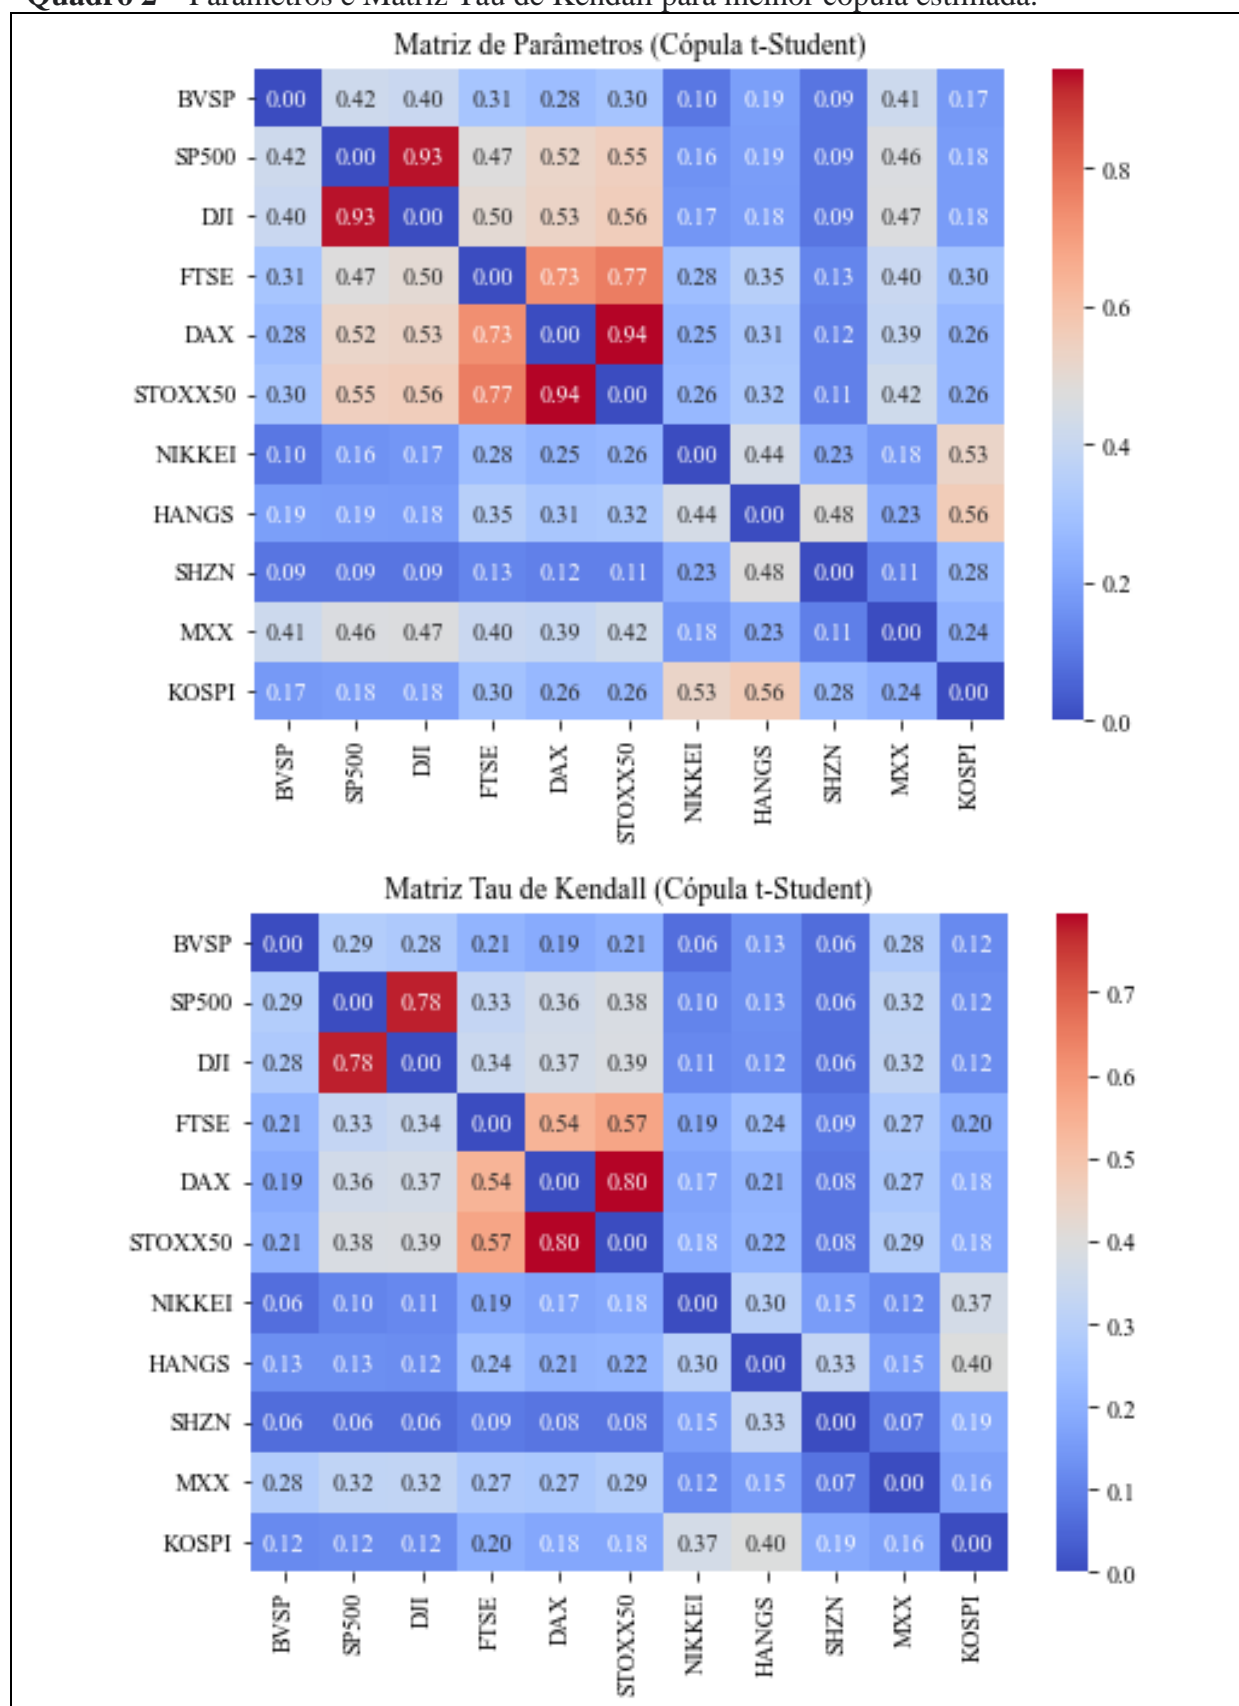 Quadro 2 – Parâmetros e Matriz Tau de Kendall para melhor cópula estimada.
Matriz de Parâmetros (Cópula t-Student)
BVSP 0.00 0.42 0.40 0.31 0.28 0.30 0.10 0.19 0.09 0.41 0.17
SP500 0.42 0.00 0.93 0.47 0.52 0.55 0.16 0.19 0.09 0.46 0.18
0.8
DJI 0.40 0.93 0.00 0.50 0.53 0.56 0.17 0.18 0.09 0.47 0.18
FTSE 0.31 0.47 0.50 0.00 0.73 0.77 0.28 0.35 0.13 0.40 0.30
0.6
DAX 0.28 0.52 0.53 0.73 0.00 0.94 0.25 0.31 0.12 0.39 0.26
STOXX50 0.30 0.55 0.56 0.77 0.94 0.00 0.26 0.32 0.11 0.42 0.26
0.4
NIKKEI 0.10 0.16 0.17 0.28 0.25 0.26 0.00 0.44 0.23 0.18 0.53
HANGS 0.19 0.19 0.18 0.35 0.31 0.32 0.44 0.00 0.48 0.23 0.56
SHZN 0.09 0.09 0.09 0.13 0.12 0.11 0.23 0.48 0.00 0.11 0.28
0.2
MXX 0.41 0.46 0.47 0.40 0.39 0.42 0.18 0.23 0.11 0.00 0.24
KOSPI 0.17 0.18 0.18 0.30 0.26 0.26 0.53 0.56 0.28 0.24 0.00
0.0
BVSP SP500 DJI FTSE DAX STOXX50 NIKKEI HANGS SHZN MXX KOSPI
Matriz Tau de Kendall (Cópula t-Student)
BVSP 0.00 0.29 0.28 0.21 0.19 0.21 0.06 0.13 0.06 0.28 0.12
0.7
SP500 0.29 0.00 0.78 0.33 0.36 0.38 0.10 0.13 0.06 0.32 0.12
DJI 0.28 0.78 0.00 0.34 0.37 0.39 0.11 0.12 0.06 0.32 0.12
0.6
FTSE 0.21 0.33 0.34 0.00 0.54 0.57 0.19 0.24 0.09 0.27 0.20
0.5
DAX 0.19 0.36 0.37 0.54 0.00 0.80 0.17 0.21 0.08 0.27 0.18
STOXX50 0.21 0.38 0.39 0.57 0.80 0.00 0.18 0.22 0.08 0.29 0.18
0.4
NIKKEI 0.06 0.10 0.11 0.19 0.17 0.18 0.00 0.30 0.15 0.12 0.37
0.3
HANGS 0.13 0.13 0.12 0.24 0.21 0.22 0.30 0.00 0.33 0.15 0.40
0.2
SHZN 0.06 0.06 0.06 0.09 0.08 0.08 0.15 0.33 0.00 0.07 0.19
MXX 0.28 0.32 0.32 0.27 0.27 0.29 0.12 0.15 0.07 0.00 0.16
0.1
KOSPI 0.12 0.12 0.12 0.20 0.18 0.18 0.37 0.40 0.19 0.16 0.00
0.0
BVSP SP500 DJI FTSE DAX STOXX50 NIKKEI HANGS SHZN MXX KOSPI